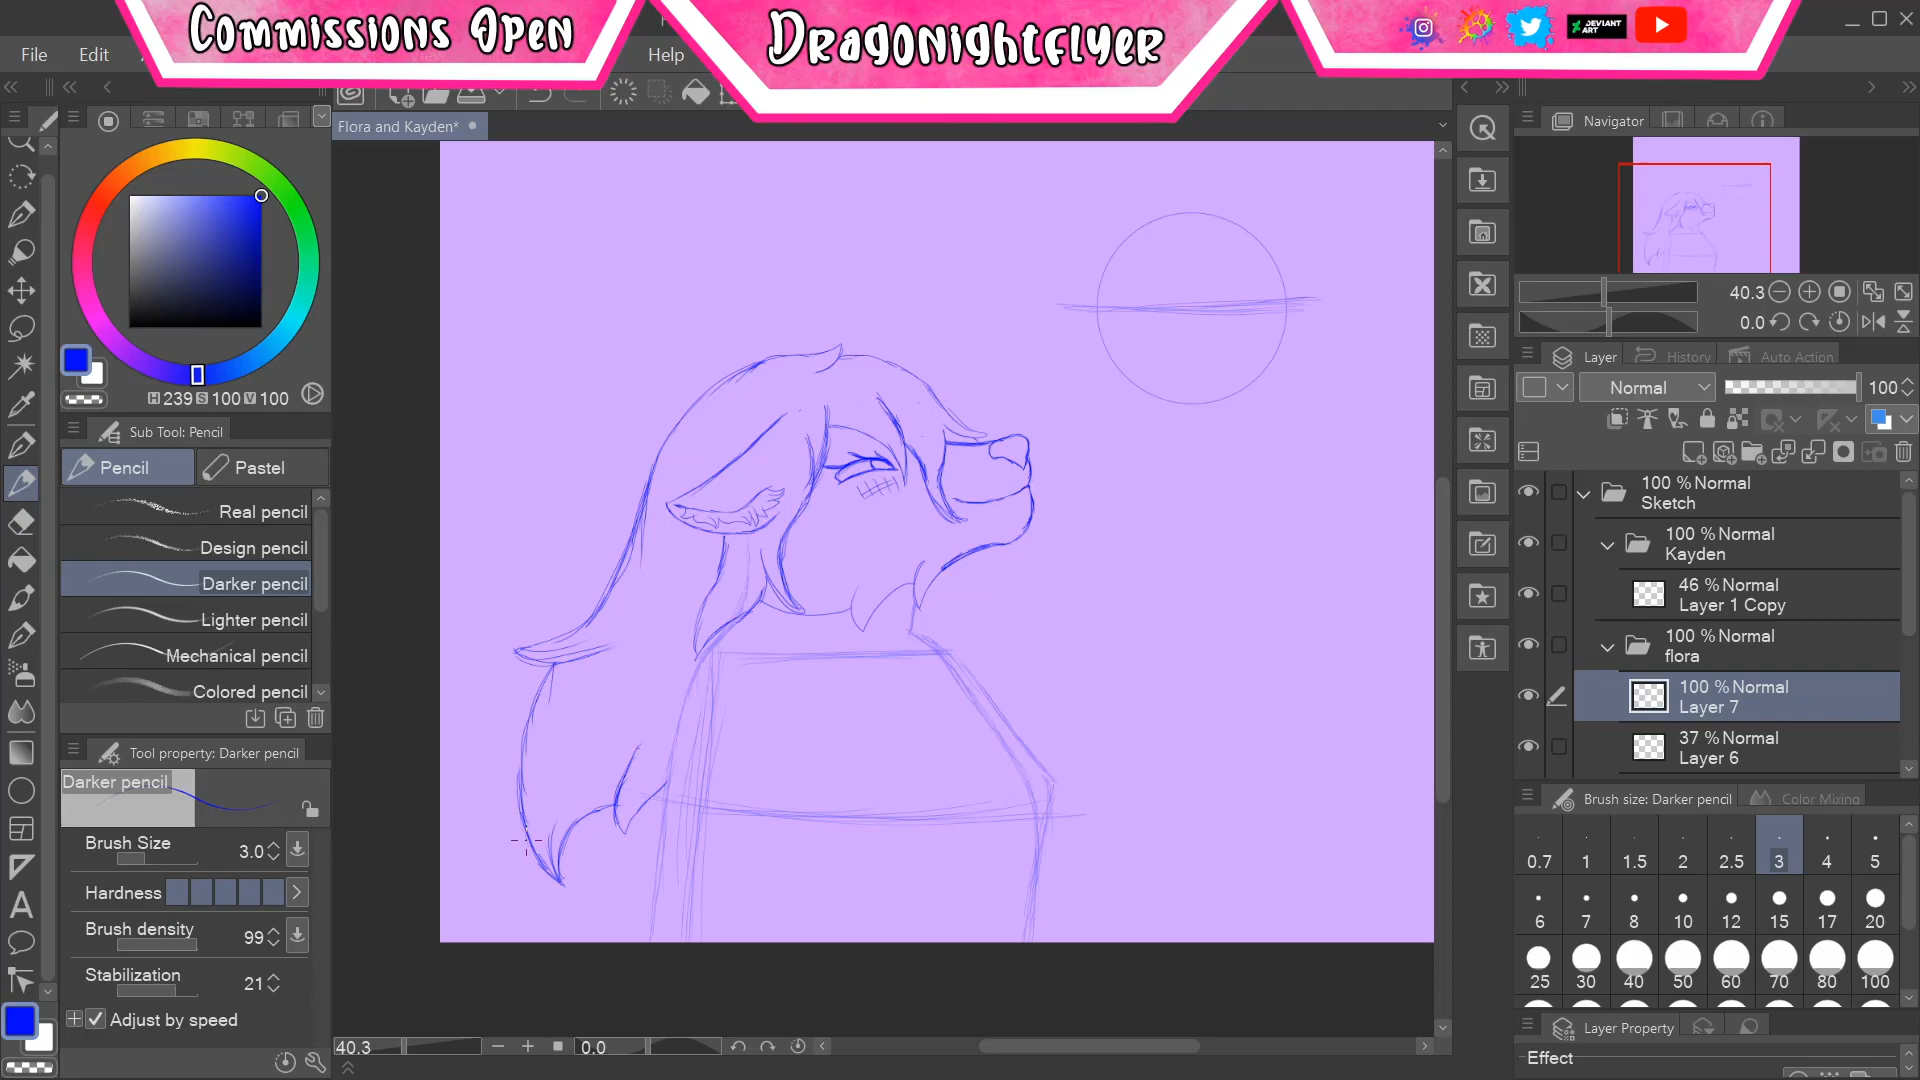 Commissions Open
Dragonightflyer
DEVIANT
ART
File
Edit
Help
Flora and Kayden*
Navigator
H 239 S 100 V 100
Sub Tool: Pencil
Pencil
Pastel
Real pencil
Design pencil
Darker pencil
Lighter pencil
Mechanical pencil
Colored pencil
Tool property: Darker pencil
Darker pencil
Brush Size
3.0
Hardness
Brush density
99
Stabilization
21
Adjust by speed
40.3
0.0
40.3
0.0
Layer
History
Auto Action
Normal
100
100 % Normal
Sketch
100 % Normal
Kayden
46 % Normal
Layer 1 Copy
100 % Normal
flora
100 % Normal
Layer 7
37 % Normal
Layer 6
Brush size: Darker pencil
Color Mixing
0.7 1 1.5 2 2.5 3 4 5
6 7 8 10 12 15 17 20
25 30 40 50 60 70 80 100
Layer Property
Effect